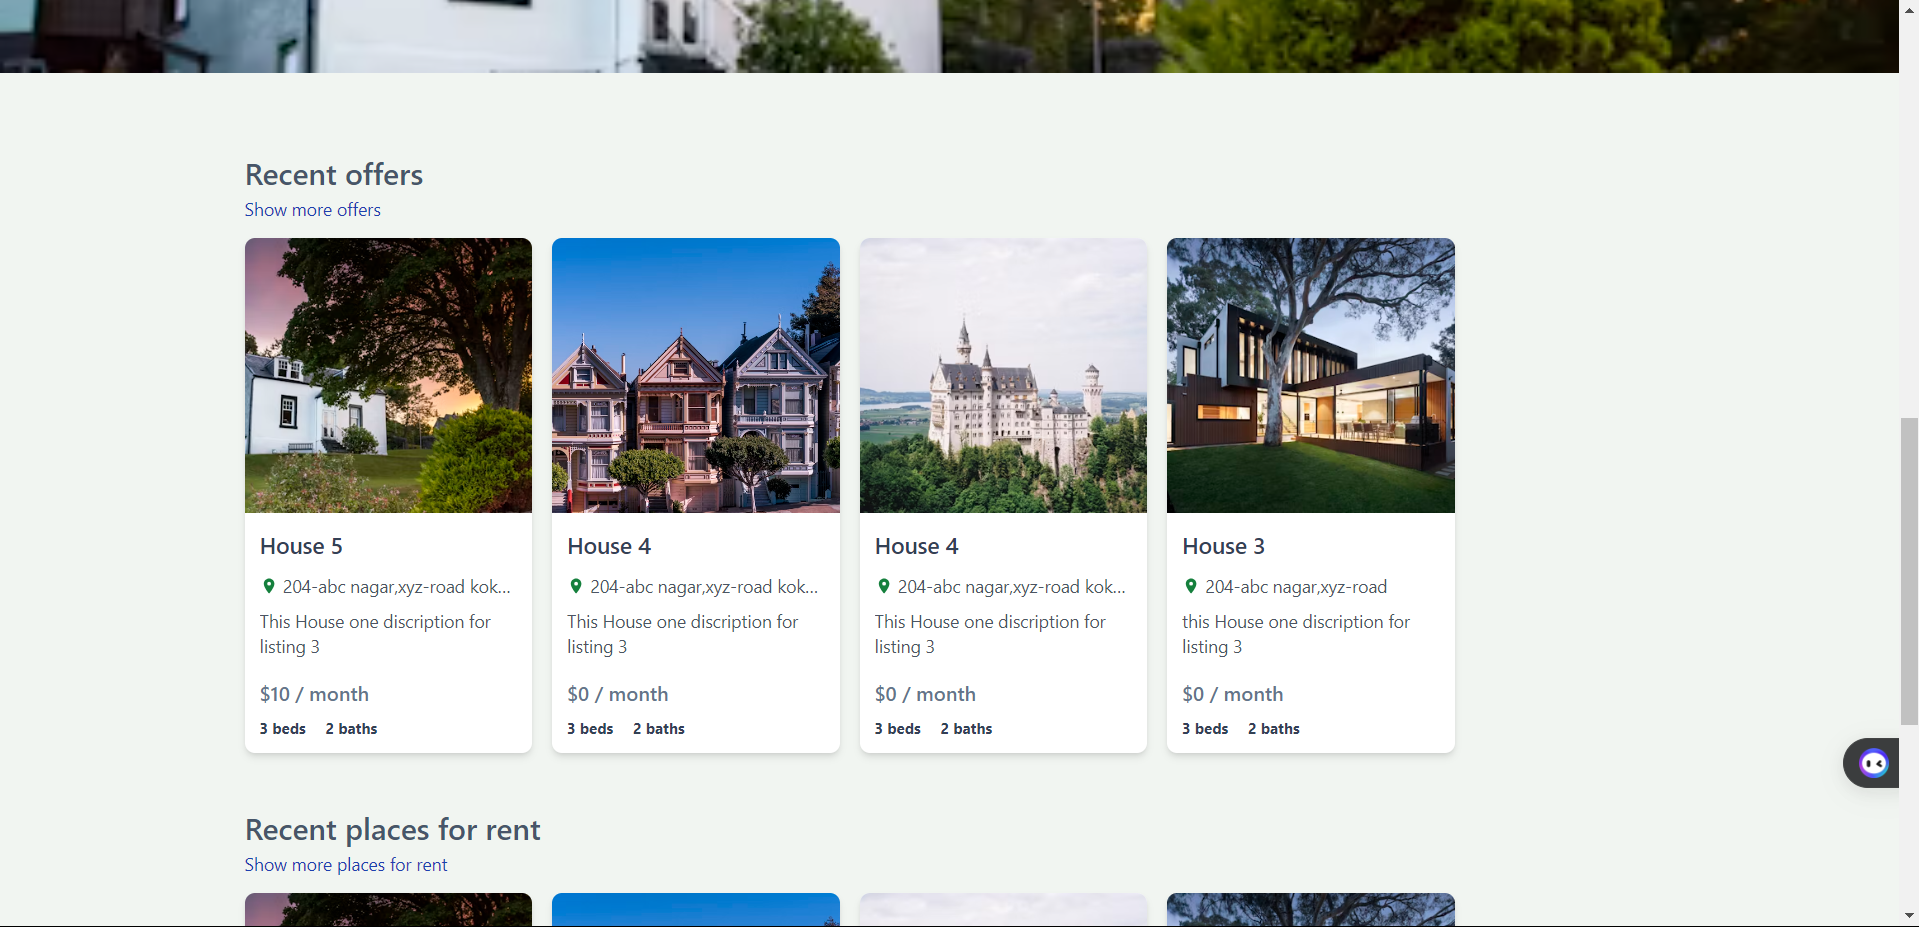 Recent offers
Show more offers
House 5
204-abc nagar,xyz-road kok...
This House one discription for
listing 3
$10 / month
3 beds 2 baths
House 4
204-abc nagar,xyz-road kok...
This House one discription for
listing 3
$0 / month
3 beds 2 baths
House 4
204-abc nagar,xyz-road kok...
This House one discription for
listing 3
$0 / month
3 beds 2 baths
House 3
204-abc nagar,xyz-road
this House one discription for
listing 3
$0 / month
3 beds 2 baths
Recent places for rent
Show more places for rent